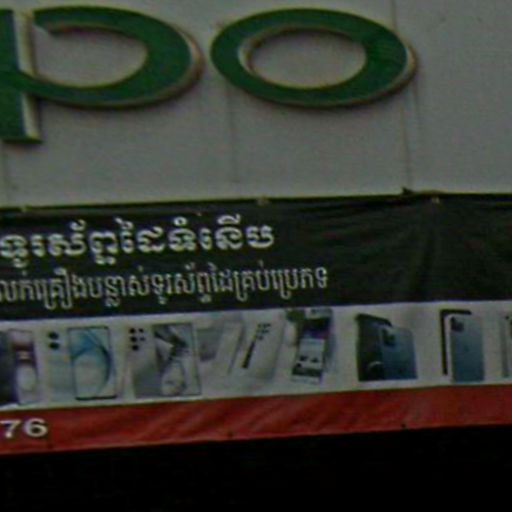 po
ទូរស័ព្ទដៃទំនើប
លក់គ្រឿងបន្លាស់ទូរស័ព្ទដៃគ្រប់ប្រភេទ
76